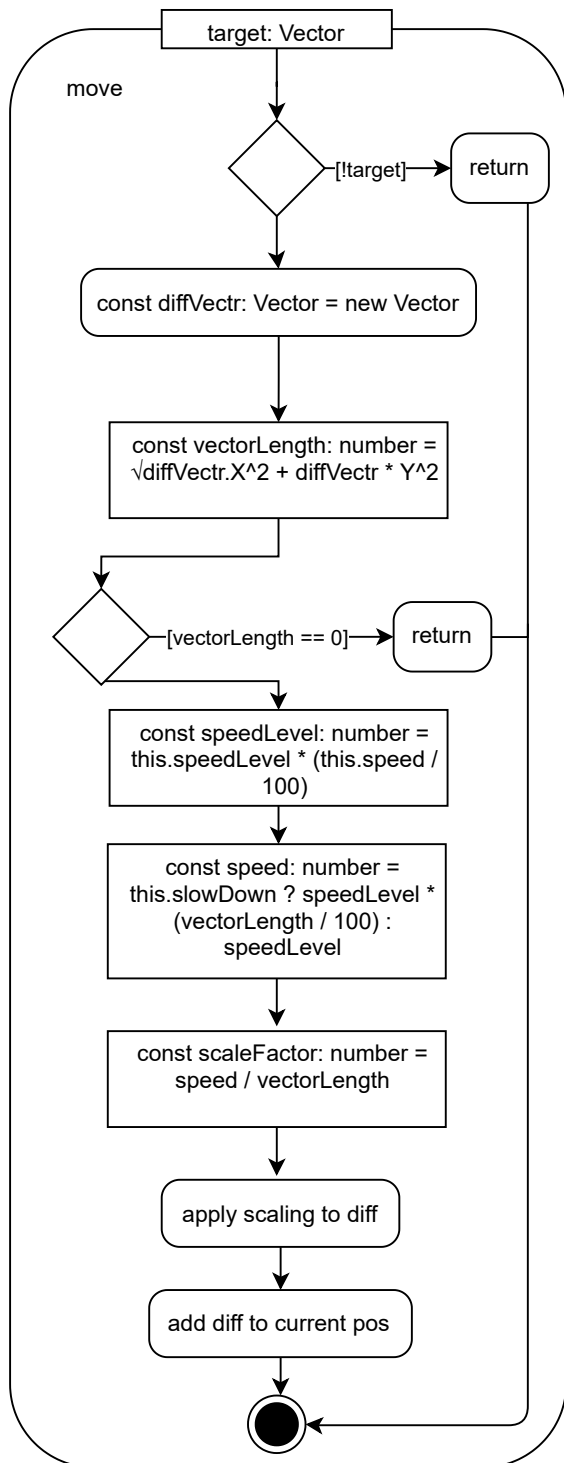 target: Vector
move
[!target]
return
const diffVectr: Vector = new Vector
const vectorLength: number =
√diffVectr.X^2 + diffVectr * Y^2
[vectorLength == 0]
return
const speedLevel: number =
this.speedLevel * (this.speed /
100)
const speed: number =
this.slowDown ? speedLevel *
(vectorLength / 100) :
speedLevel
const scaleFactor: number =
speed / vectorLength
apply scaling to diff
add diff to current pos